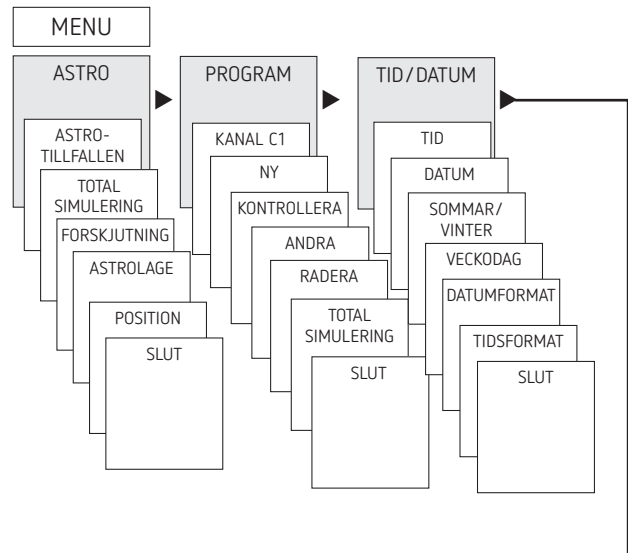 MENU
ASTRO
ASTRO-
TILLFALLEN
TOTAL
SIMULERING
FORSKJUTNING
ASTROLAGE
POSITION
SLUT
PROGRAM
KANAL C1
NY
KONTROLLERA
ANDRA
RADERA
TOTAL
SIMULERING
SLUT
TID/DATUM
TID
DATUM
SOMMAR/
VINTER
VECKODAG
DATUMFORMAT
TIDSFORMAT
SLUT